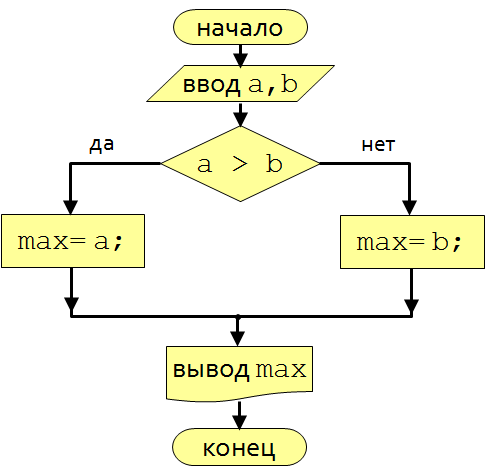 начало
ввод a,b
да
нет
a > b
max= a;
max= b;
вывод max
конец